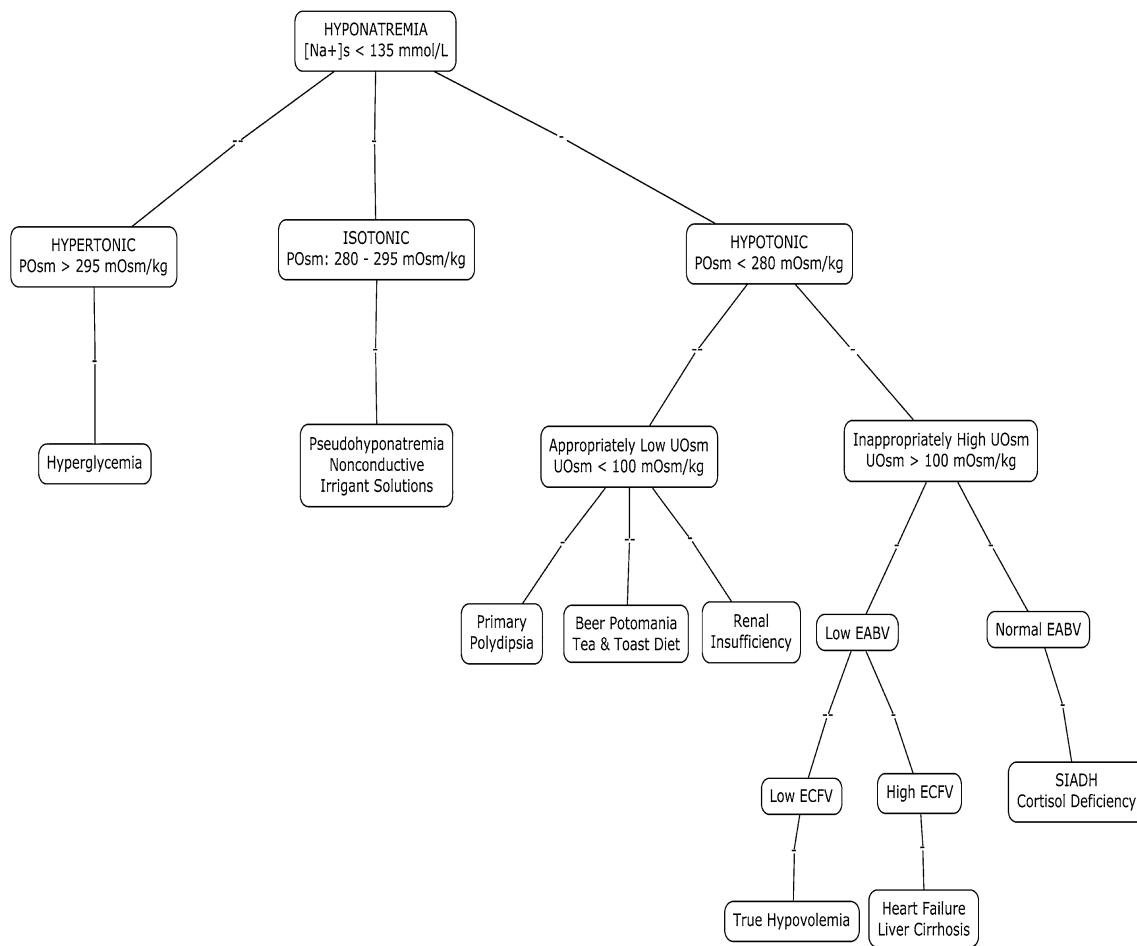 HYPONATREMIA
[Na+]s < 135 mmol/L
HYPERTONIC
POsm > 295 mOsm/kg
ISOTONIC
POsm: 280 - 295 mOsm/kg
HYPOTONIC
POsm < 280 mOsm/kg
Hyperglycemia
Pseudohyponatremia
Nonconductive
Irrigant Solutions
Appropriately Low UOsm
UOsm < 100 mOsm/kg
Inappropriately High UOsm
UOsm > 100 mOsm/kg
Primary
Polydipsia
Beer Potomania
Tea & Toast Diet
Renal
Insufficiency
Low EABV
Normal EABV
Low ECFV
High ECFV
SIADH
Cortisol Deficiency
True Hypovolemia
Heart Failure
Liver Cirrhosis